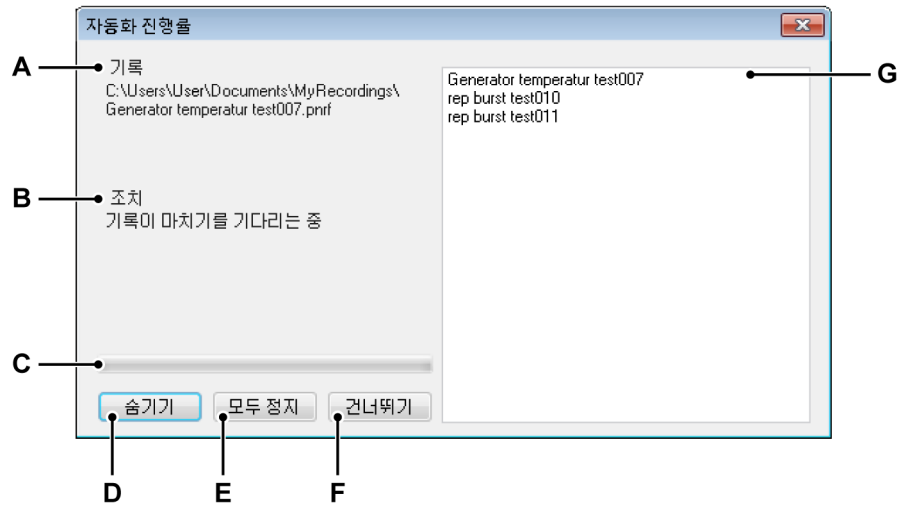 자동화 진행률
A
기록
C:\Users\User\Documents\MyRecordings\
Generator temperatur test007.pnrf
G
Generator temperatur test007
rep burst test010
rep burst test011
B
조치
기록이 마치기를 기다리는 중
C
숨기기
모두 정지
건너뛰기
D
E
F